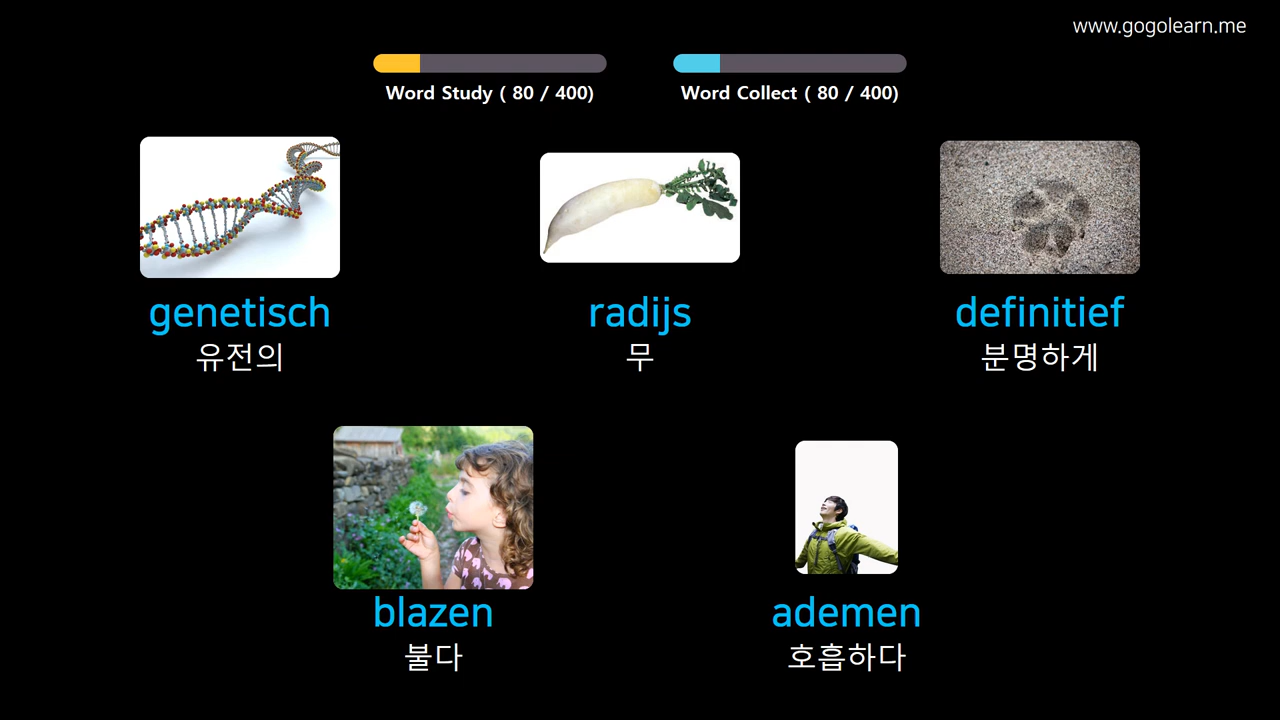 www.gogolearn.me
Word Study ( 80 / 400)
Word Collect ( 80 / 400)
genetisch
유전의
radijs
무
definitief
분명하게
blazen
불다
ademen
호흡하다